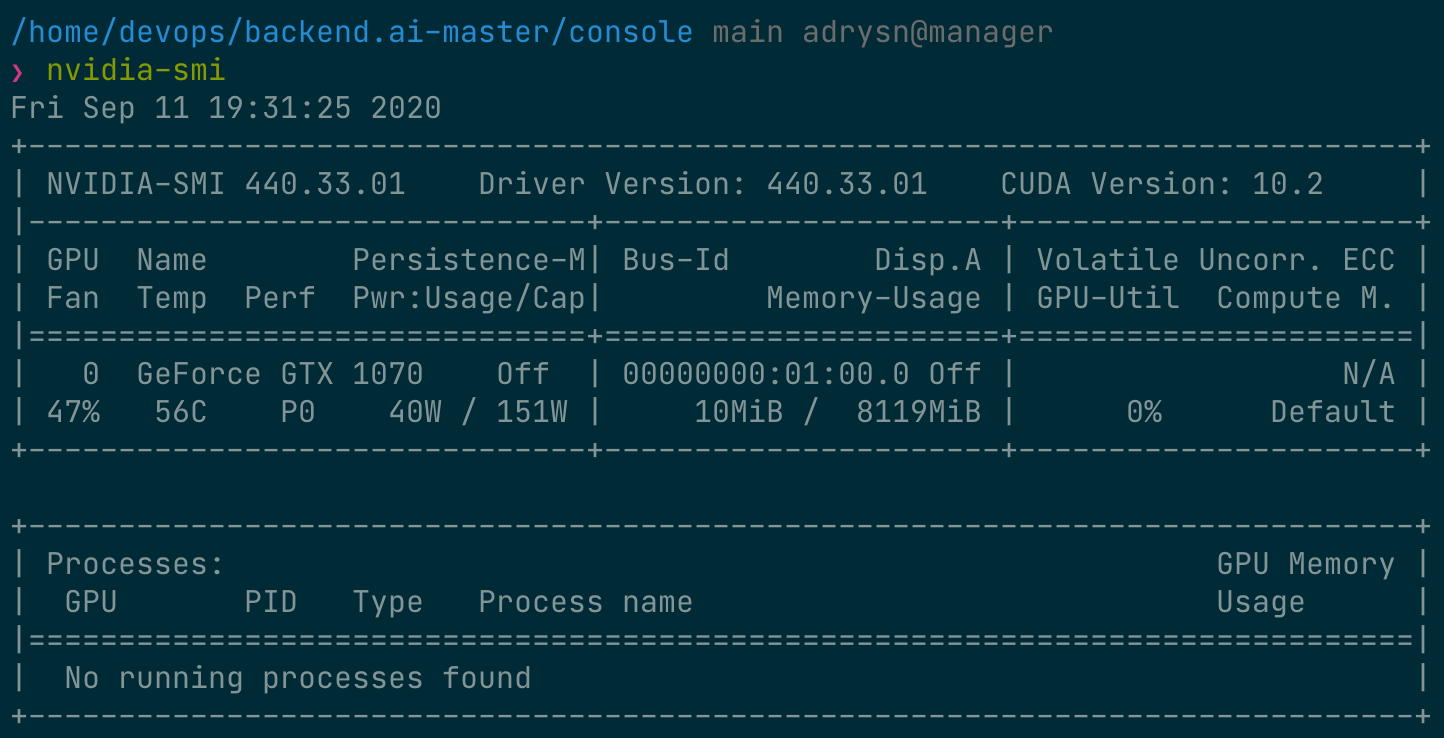 /home/devops/backend.ai-master/console main adrysn@manager
❯ nvidia-smi
Fri Sep 11 19:31:25 2020
+-----------------------------------------------------------------------------+
| NVIDIA-SMI 440.33.01    Driver Version: 440.33.01    CUDA Version: 10.2     |
|-------------------------------+----------------------+----------------------+
| GPU  Name        Persistence-M| Bus-Id        Disp.A | Volatile Uncorr. ECC |
| Fan  Temp  Perf  Pwr:Usage/Cap|         Memory-Usage | GPU-Util  Compute M. |
|===============================+======================+======================|
|   0  GeForce GTX 1070    Off  | 00000000:01:00.0 Off |                  N/A |
| 47%   56C    P0    40W / 151W |     10MiB /  8119MiB |      0%      Default |
+-------------------------------+----------------------+----------------------+

+-----------------------------------------------------------------------------+
| Processes:                                                       GPU Memory |
|  GPU       PID   Type   Process name                             Usage      |
|=============================================================================|
|  No running processes found                                                 |
+-----------------------------------------------------------------------------+